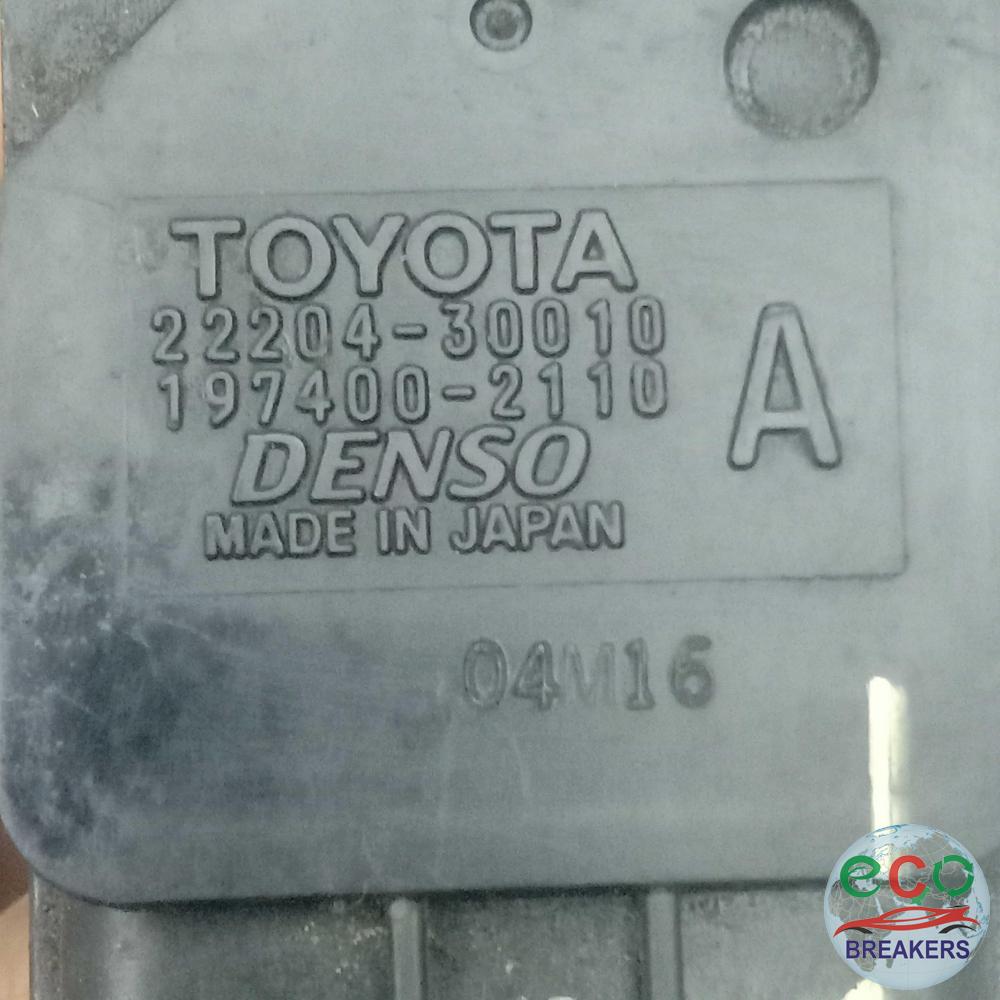 TOYOTA
22204-30010
197400-2110
A
DENSO
MADE IN JAPAN
04M16
eco
BREAKERS